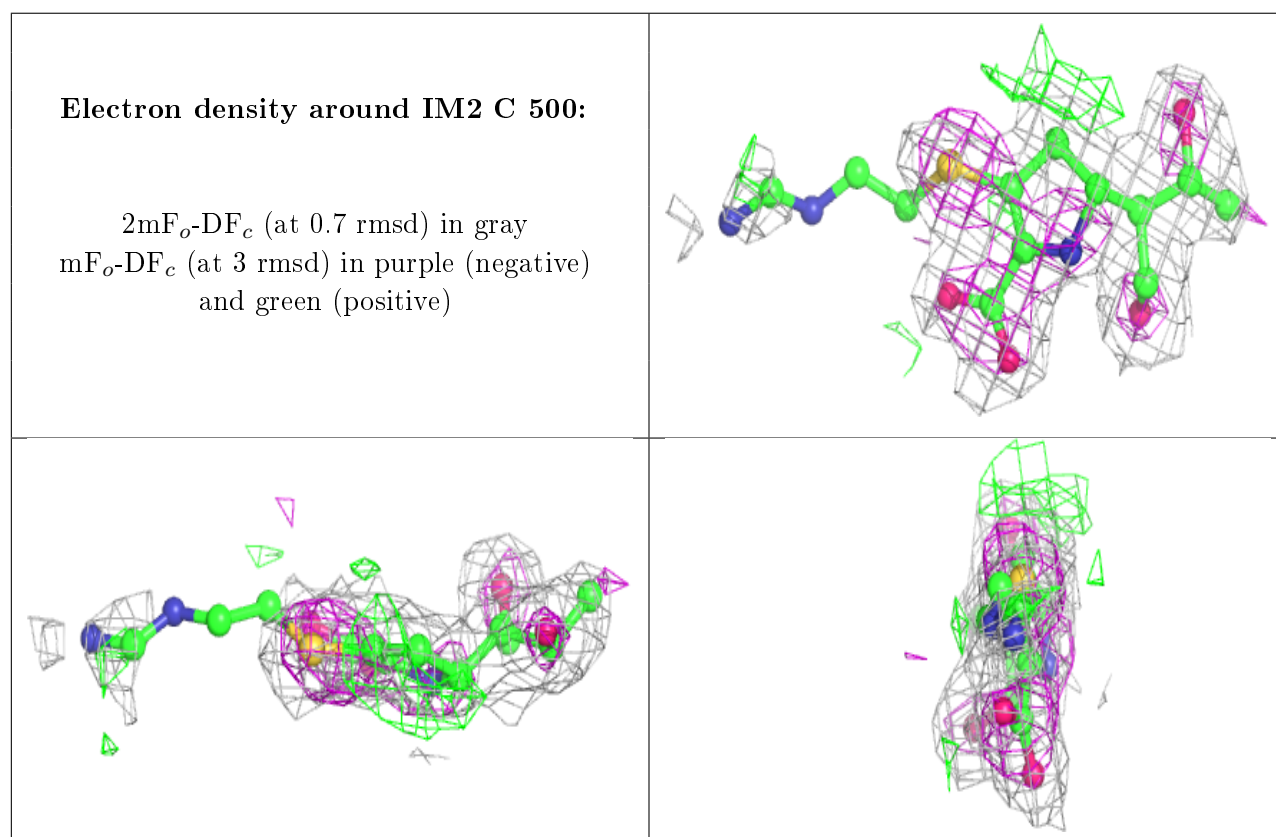 Electron density around IM2 C 500:
2mFo-DFc (at 0.7 rmsd) in gray
mFo-DFc (at 3 rmsd) in purple (negative)
and green (positive)